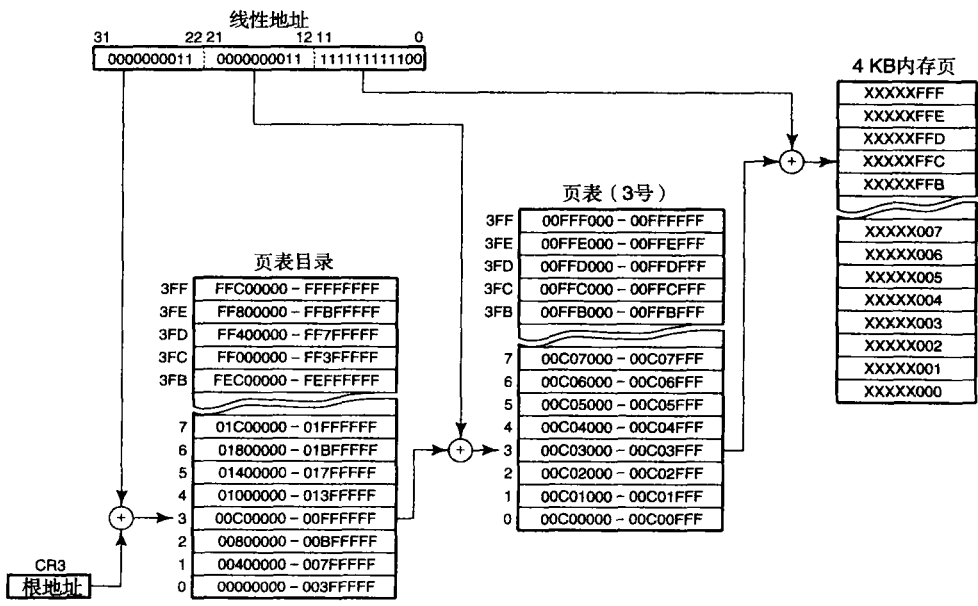 线性地址
31 22 21 12 11 0
0000000011 0000000011 111111111100
4 KB内存页
XXXXXFFF
XXXXXFFE
XXXXXFFD
XXXXXFFC
XXXXXFFB
XXXXX007
XXXXX006
XXXXX005
XXXXX004
XXXXX003
XXXXX002
XXXXX001
XXXXX000
页表（3号）
3FF 00FFF000－00FFFFFF
3FE 00FFE000－00FFEFFF
3FD 00FFD000－00FFDFFF
3FC 00FFC000－00FFCFFF
3FB 00FFB000－00FFBFFF
7 00C07000－00C07FFF
6 00C06000－00C06FFF
5 00C05000－00C05FFF
4 00C04000－00C04FFF
3 00C03000－00C03FFF
2 00C02000－00C02FFF
1 00C01000－00C01FFF
0 00C00000－00C00FFF
页表目录
3FF FFC00000－FFFFFFFF
3FE FF800000－FFBFFFFF
3FD FF400000－FF7FFFFF
3FC FF000000－FF3FFFFF
3FB FEC00000－FEFFFFFF
7 01C00000－01FFFFFF
6 01800000－01BFFFFF
5 01400000－017FFFFF
4 01000000－013FFFFF
3 00C00000－00FFFFFF
2 00800000－00BFFFFF
1 00400000－007FFFFF
0 00000000－003FFFFF
CR3
根地址